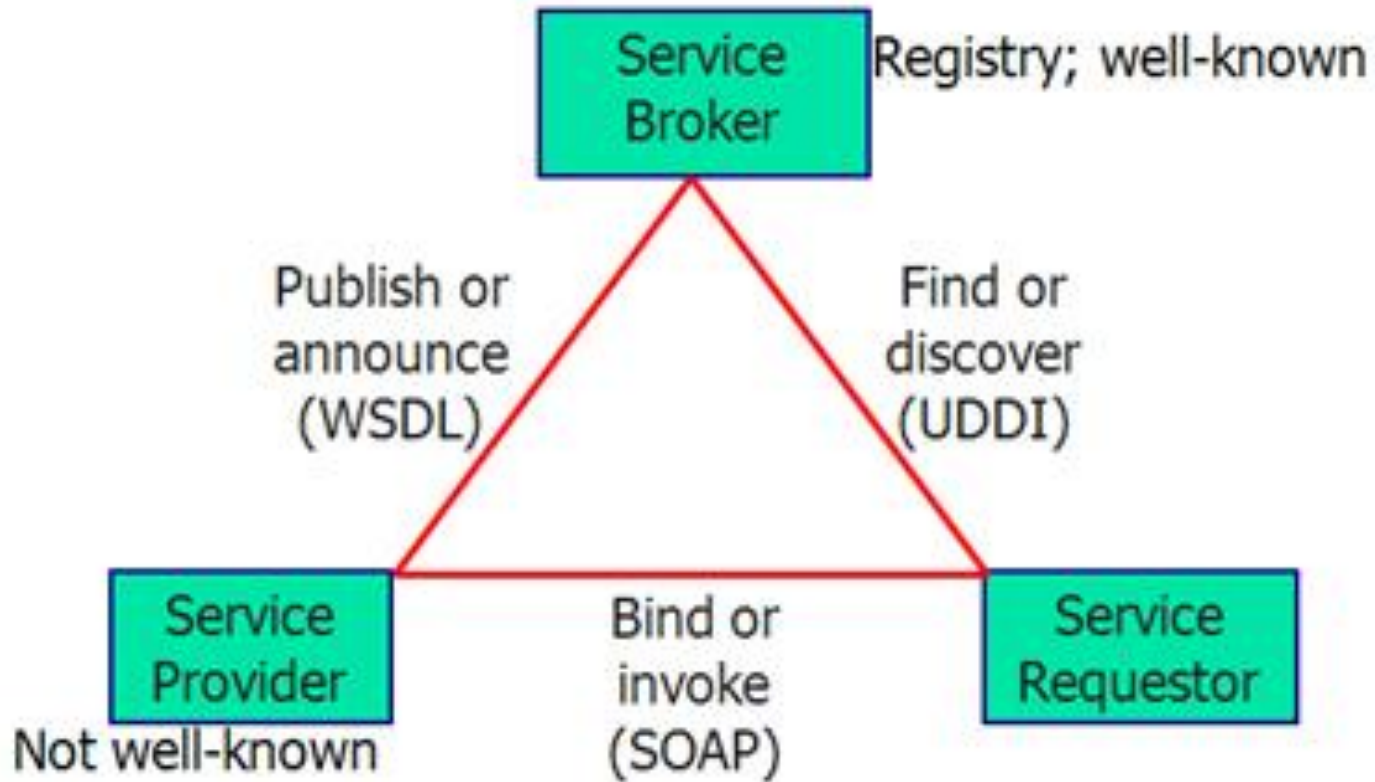 Service
Broker
Registry; well-known
Publish or
announce
(WSDL)
Find or
discover
(UDDI)
Service
Provider
Not well-known
Bind or
invoke
(SOAP)
Service
Requestor